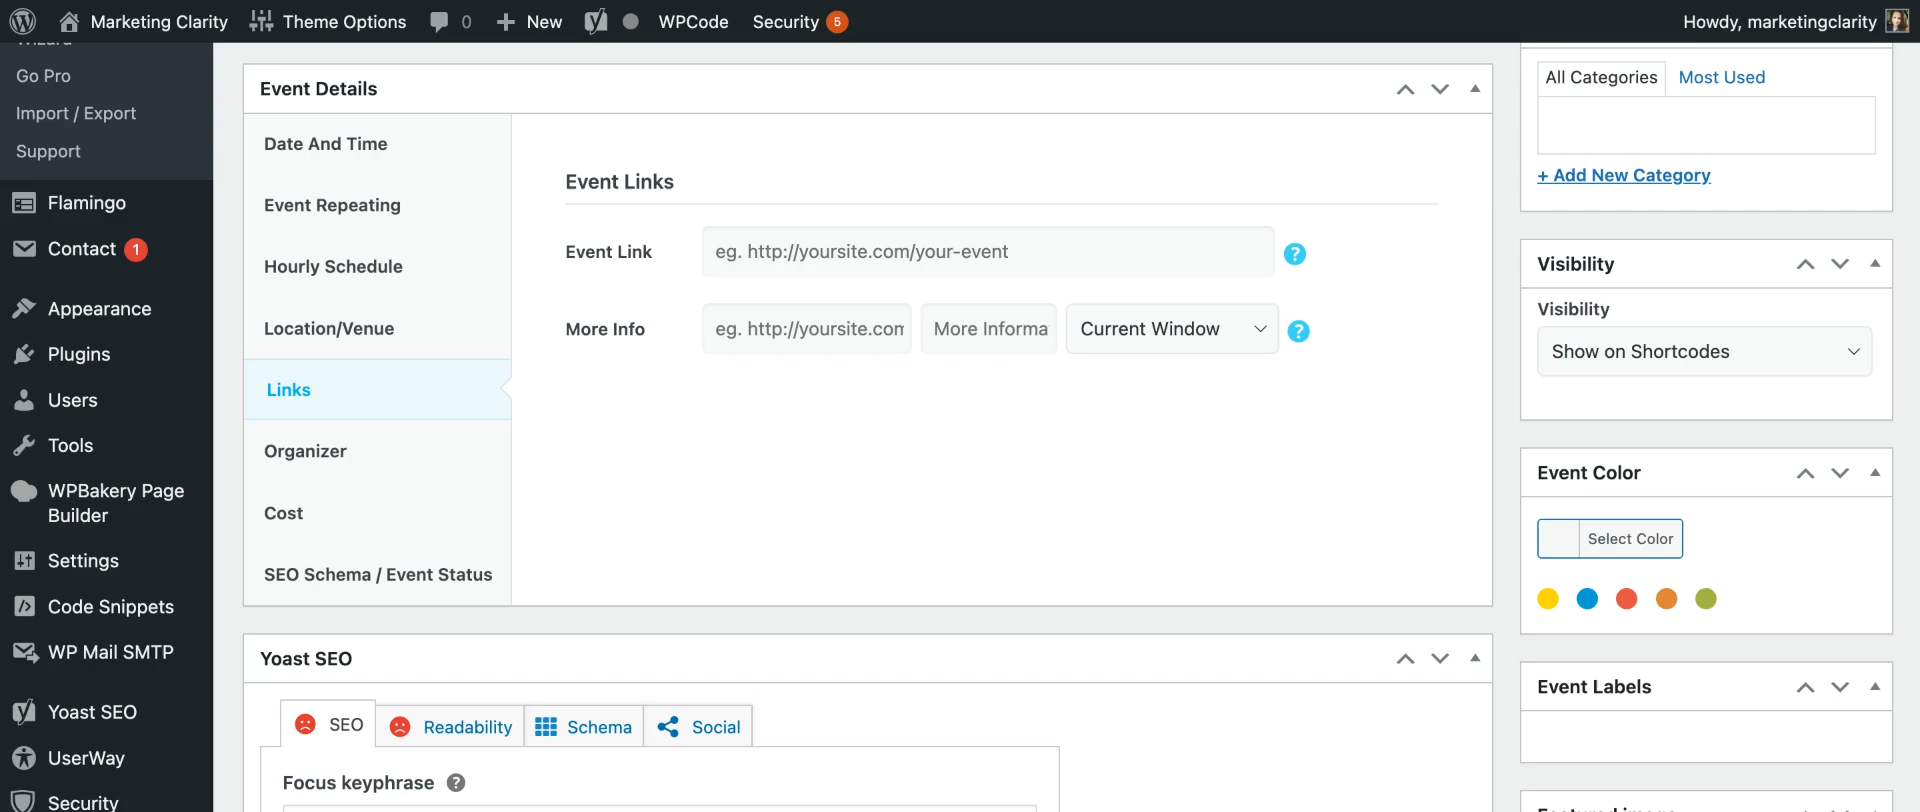 Marketing Clarity Theme Options 0 New WPCode Security 5 Howdy, marketingclarity
Wizard
Go Pro
Import / Export
Support
Flamingo
Contact 1
Appearance
Plugins
Users
Tools
WPBakery Page
Builder
Settings
Code Snippets
WP Mail SMTP
Yoast SEO
UserWay
Security
Event Details
Date And Time
Event Repeating
Hourly Schedule
Location/Venue
Links
Organizer
Cost
SEO Schema / Event Status
Event Links
Event Link eg. http://yoursite.com/your-event ?
More Info eg. http://yoursite.com More Informa Current Window ?
Yoast SEO
SEO Readability Schema Social
Focus keyphrase ?
All Categories Most Used
+ Add New Category
Visibility
Visibility
Show on Shortcodes
Event Color
Select Color
Event Labels
Featured image